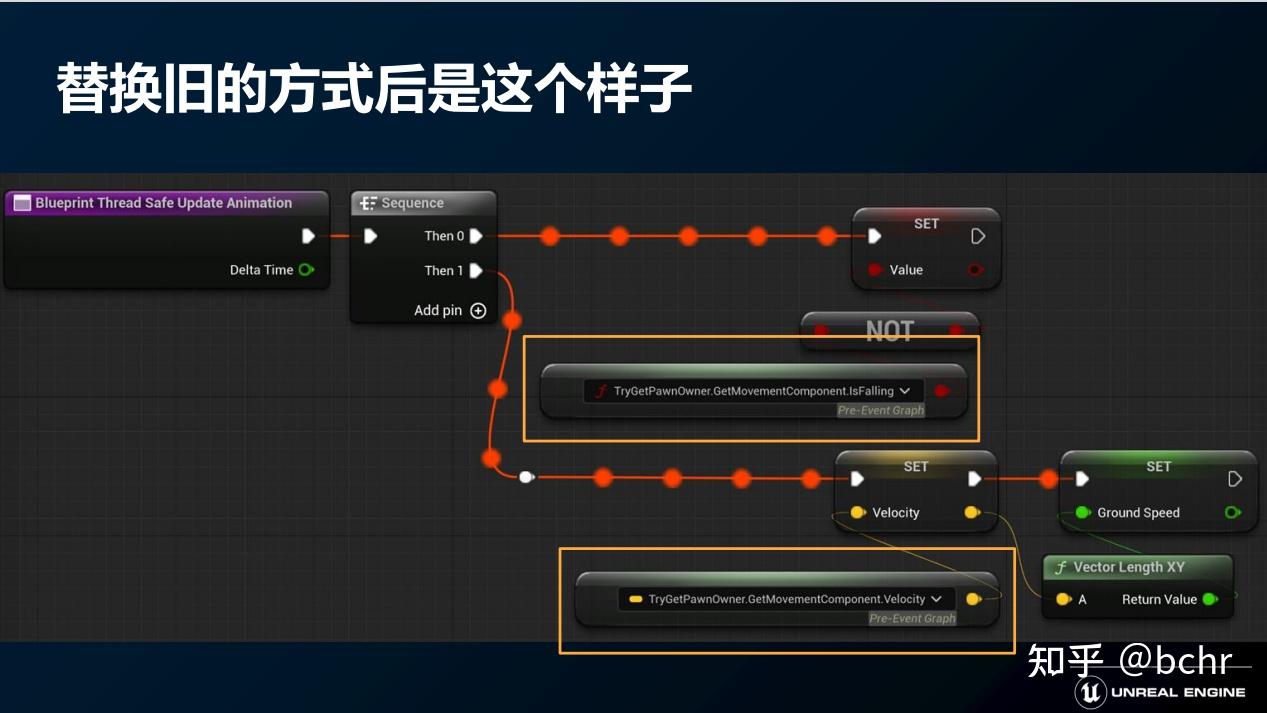 替换旧的方式后是这个样子
Blueprint Thread Safe Update Animation
Delta Time
Sequence
Then 0
Then 1
Add pin
SET
Value
NOT
f TryGetPawnOwner.GetMovementComponent.IsFalling
Pre-Event Graph
SET
Velocity
SET
Ground Speed
TryGetPawnOwner.GetMovementComponent.Velocity
Pre-Event Graph
f Vector Length XY
A Return Value
知乎 @bchr
UNREAL ENGINE